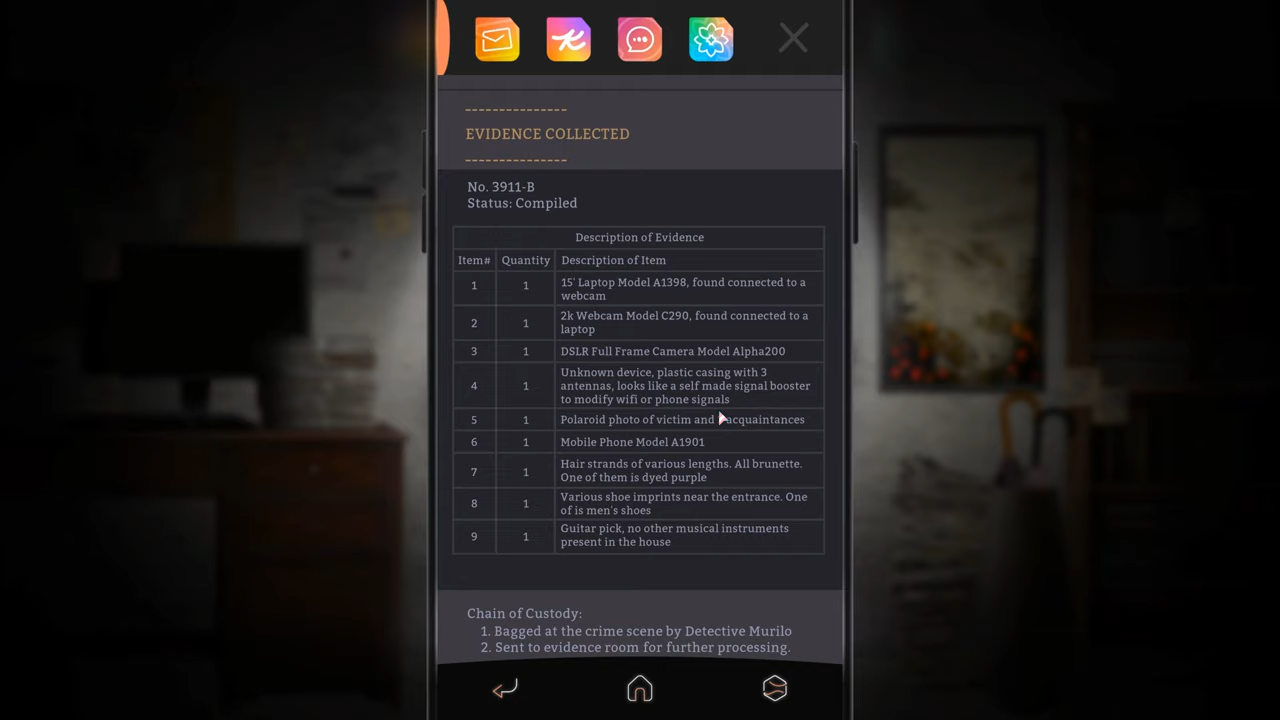 ---------------
EVIDENCE COLLECTED
---------------
No. 3911-B
Status: Compiled
Description of Evidence
Item# Quantity Description of Item
1 1 15' Laptop Model A1398, found connected to a
webcam
2 1 2k Webcam Model C290, found connected to a
laptop
3 1 DSLR Full Frame Camera Model Alpha200
4 1 Unknown device, plastic casing with 3
antennas, looks like a self made signal booster
to modify wifi or phone signals
5 1 Polaroid photo of victim and acquaintances
6 1 Mobile Phone Model A1901
7 1 Hair strands of various lengths. All brunette.
One of them is dyed purple
8 1 Various shoe imprints near the entrance. One
of is men's shoes
9 1 Guitar pick, no other musical instruments
present in the house
Chain of Custody:
1. Bagged at the crime scene by Detective Murilo
2. Sent to evidence room for further processing.